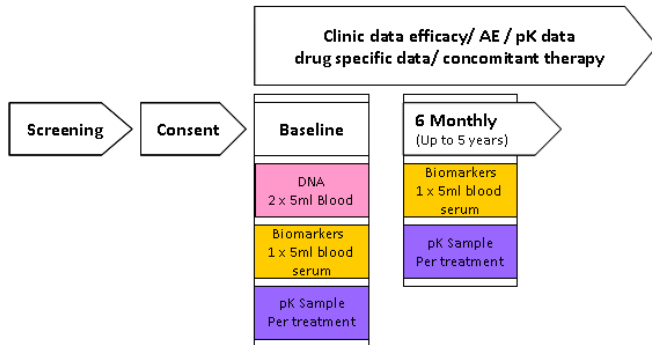 Clinic data efficacy/ AE / pK data
drug specific data/ concomitant therapy
Screening
Consent
Baseline
6 Monthly
(Up to 5 years)
DNA
2 x 5ml Blood
Biomarkers
1 x 5ml blood
serum
pK Sample
Per treatment
Biomarkers
1 x 5ml blood
serum
pK Sample
Per treatment